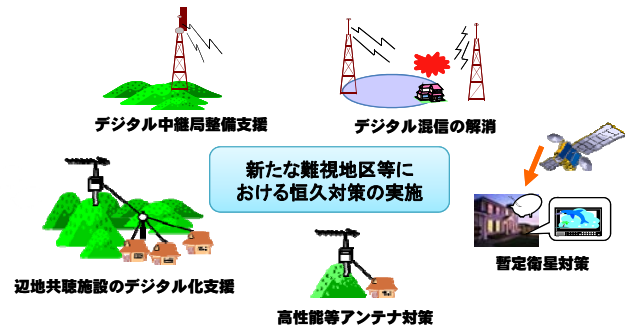 デジタル中継局整備支援
デジタル混信の解消
新たな難視地区等に
おける恒久対策の実施
辺地共聴施設のデジタル化支援
高性能等アンテナ対策
暫定衛星対策